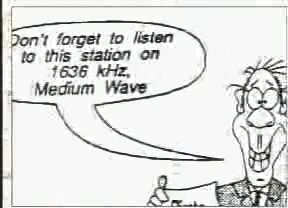 Don't forget to listen
to this station on
1636 kHz,
Medium Wave